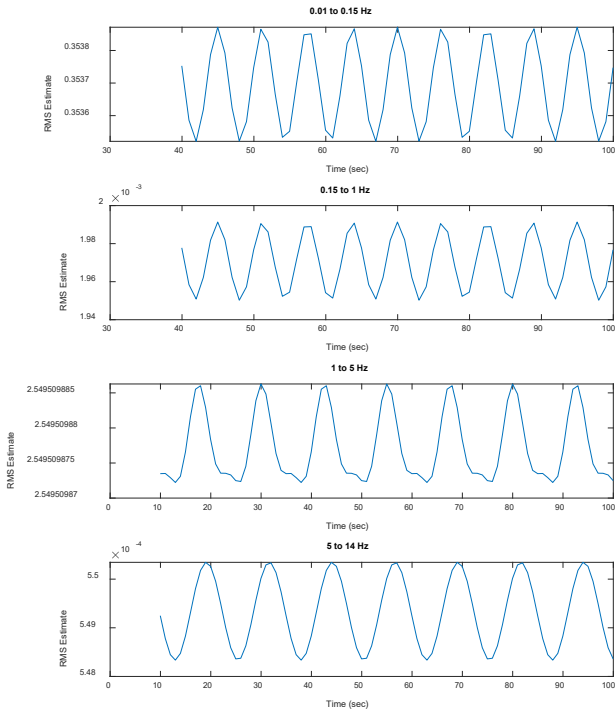 0.01 to 0.15 Hz
0.3538
0.3537
0.3536
RMS Estimate
30 40 50 60 70 80 90 100
Time (sec)
× 10 -3
0.15 to 1 Hz
2
1.98
1.96
1.94
RMS Estimate
30 40 50 60 70 80 90 100
Time (sec)
1 to 5 Hz
2.549509885
2.54950988
2.549509875
2.54950987
RMS Estimate
0 10 20 30 40 50 60 70 80 90 100
Time (sec)
× 10 -4
5 to 14 Hz
5.5
5.49
5.48
RMS Estimate
0 10 20 30 40 50 60 70 80 90 100
Time (sec)